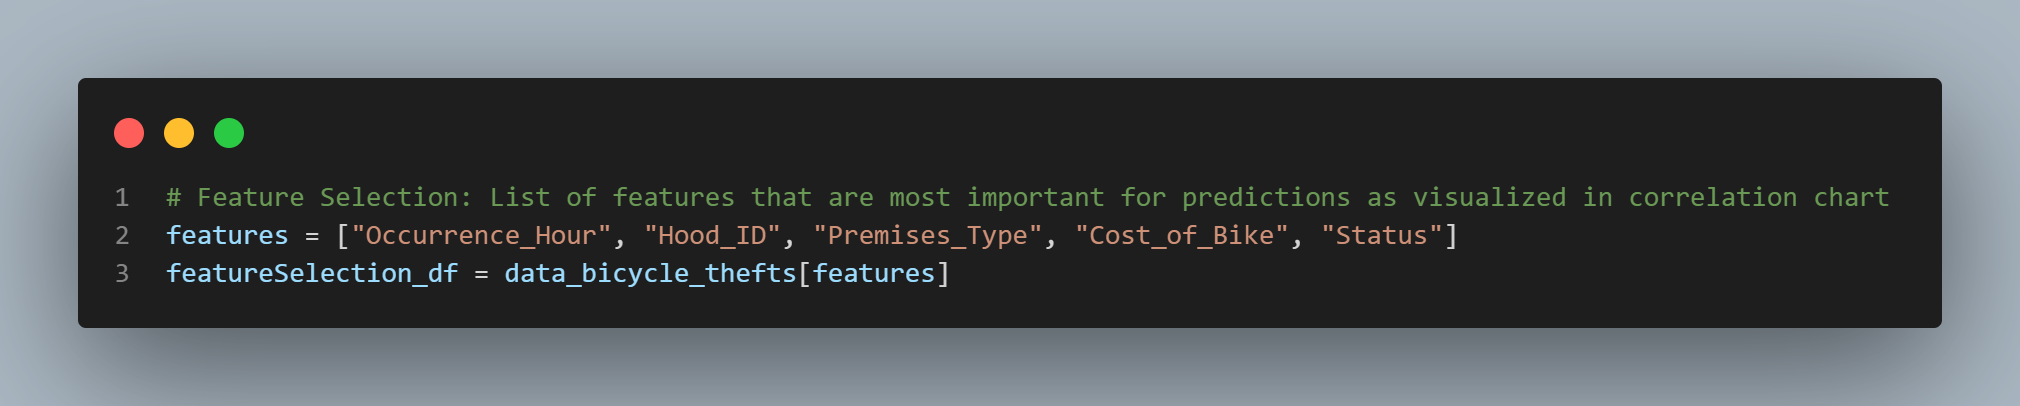 1 # Feature Selection: List of features that are most important for predictions as visualized in correlation chart
2 features = ["Occurrence_Hour", "Hood_ID", "Premises_Type", "Cost_of_Bike", "Status"]
3 featureSelection_df = data_bicycle_thefts[features]